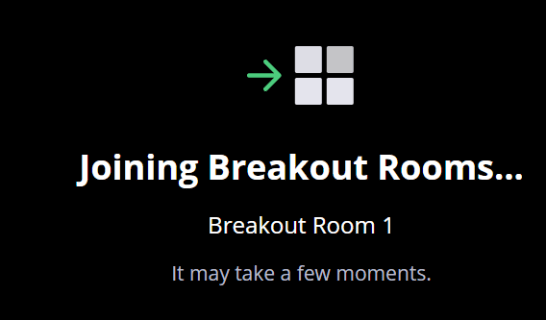 Joining Breakout Rooms...
Breakout Room 1
It may take a few moments.